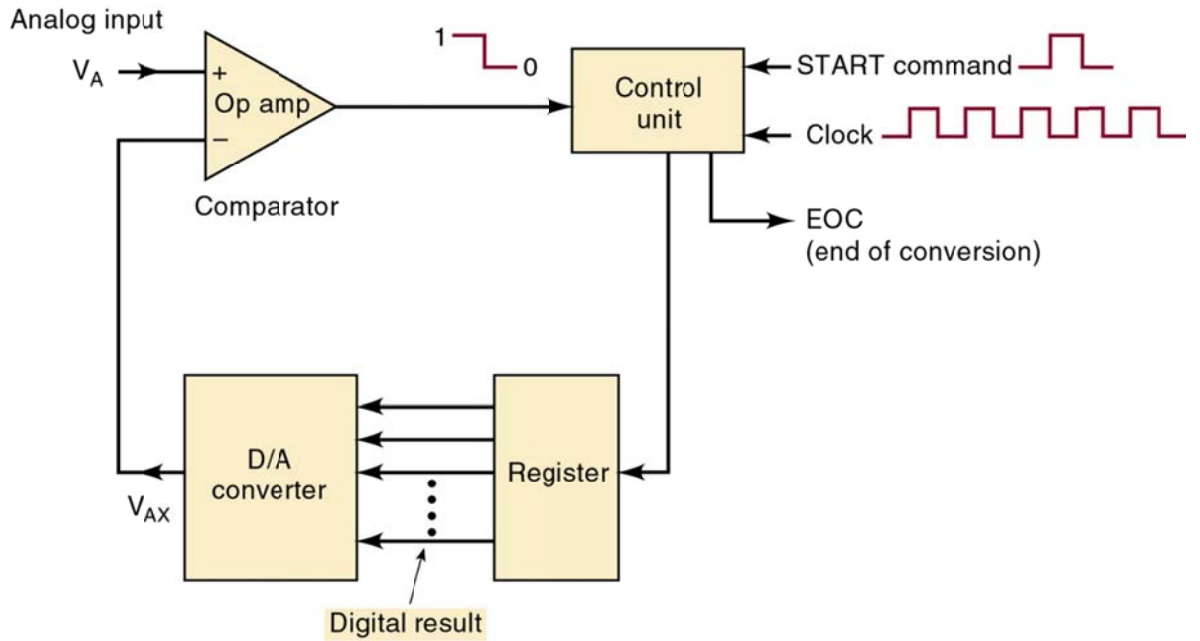 Analog input
V_A
+
Op amp
−
Comparator
1
0
Control
unit
START command
Clock
EOC
(end of conversion)
D/A
converter
Register
V_AX
Digital result